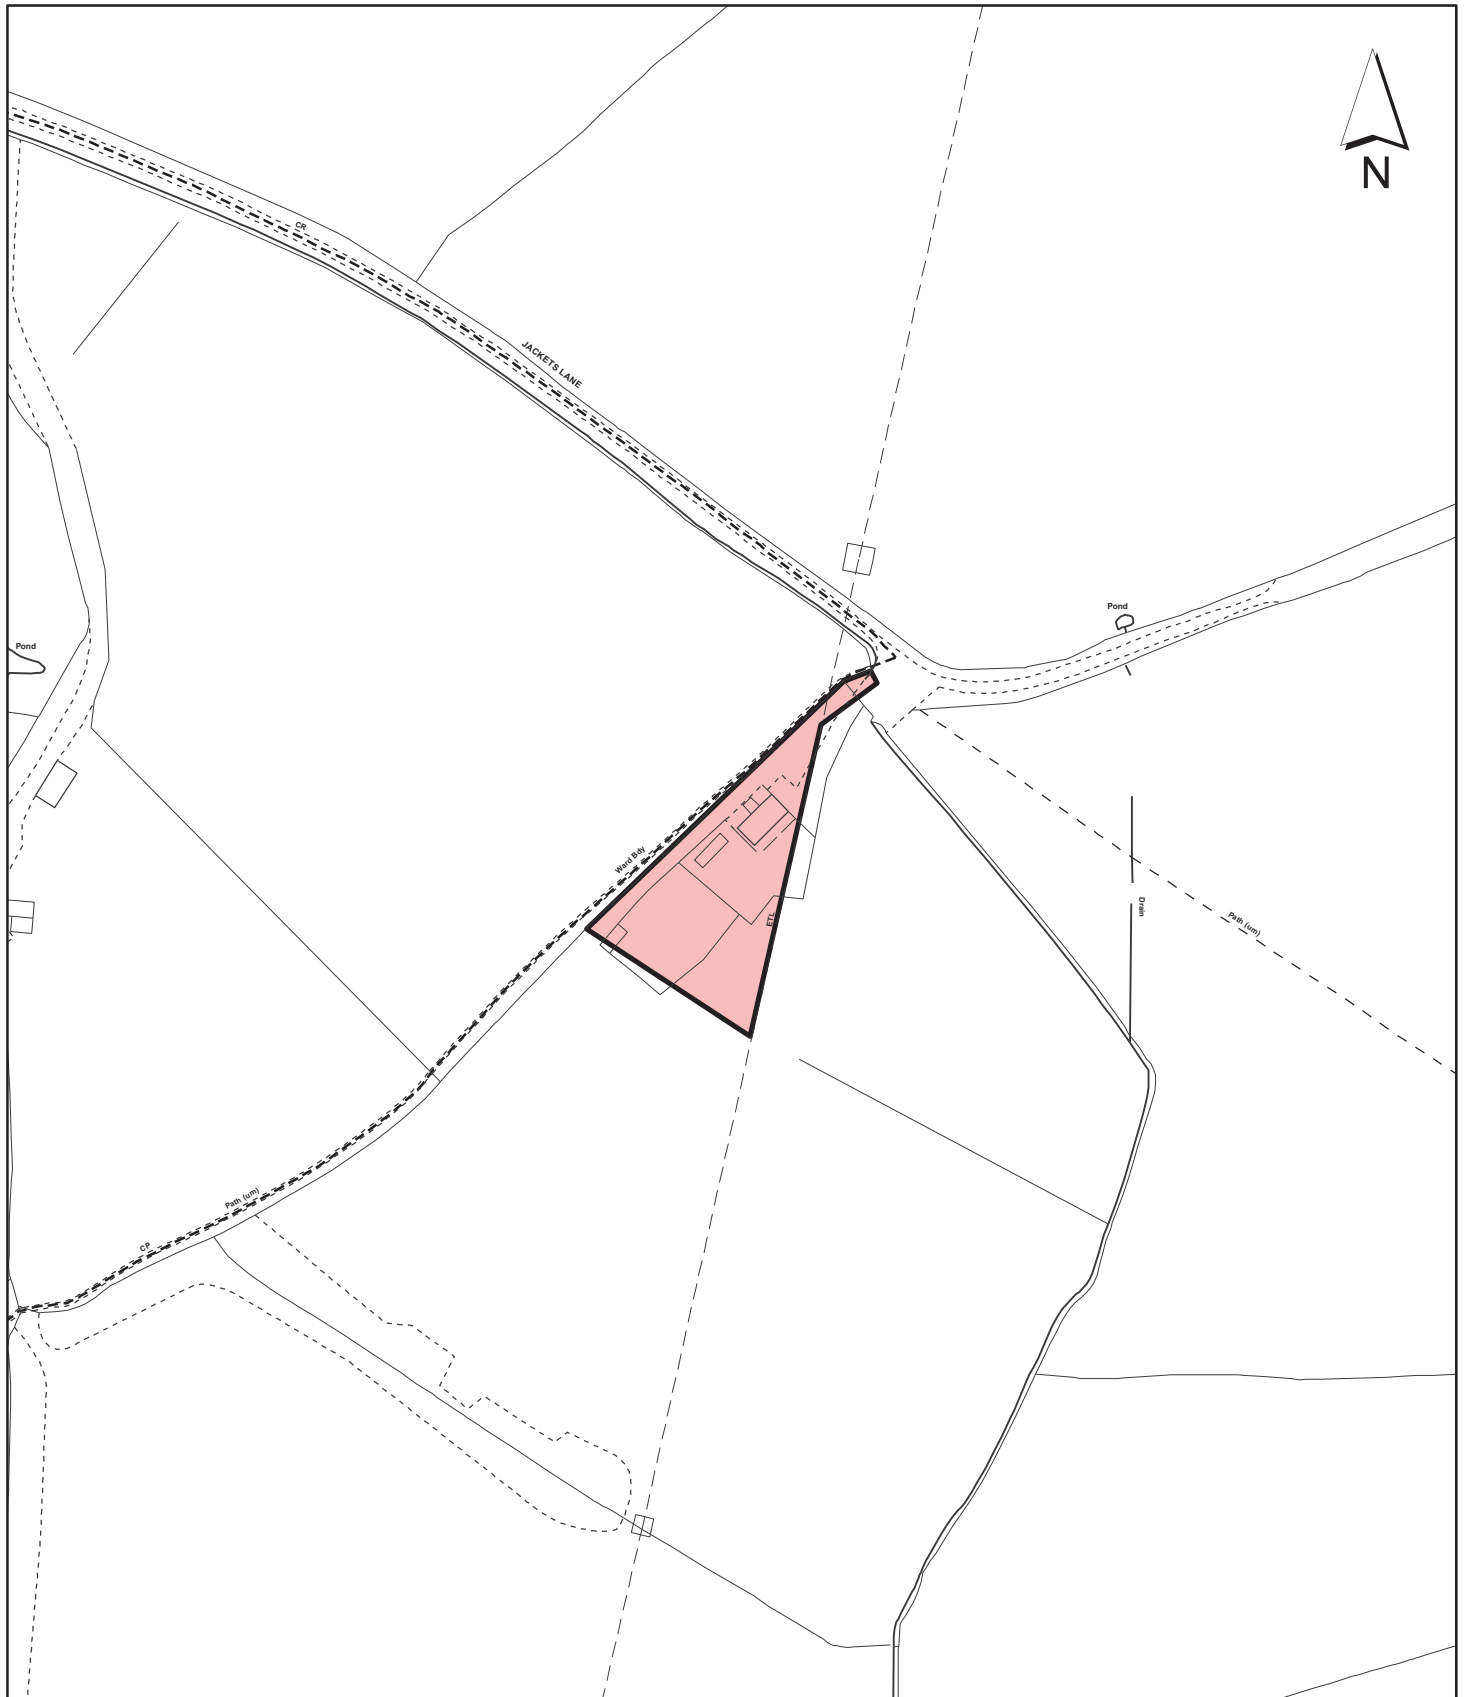 N
CR
JACKETS LANE
Pond
Pond
Ward Bdy
Drain
ETL
Path (um)
Path (um)
CP